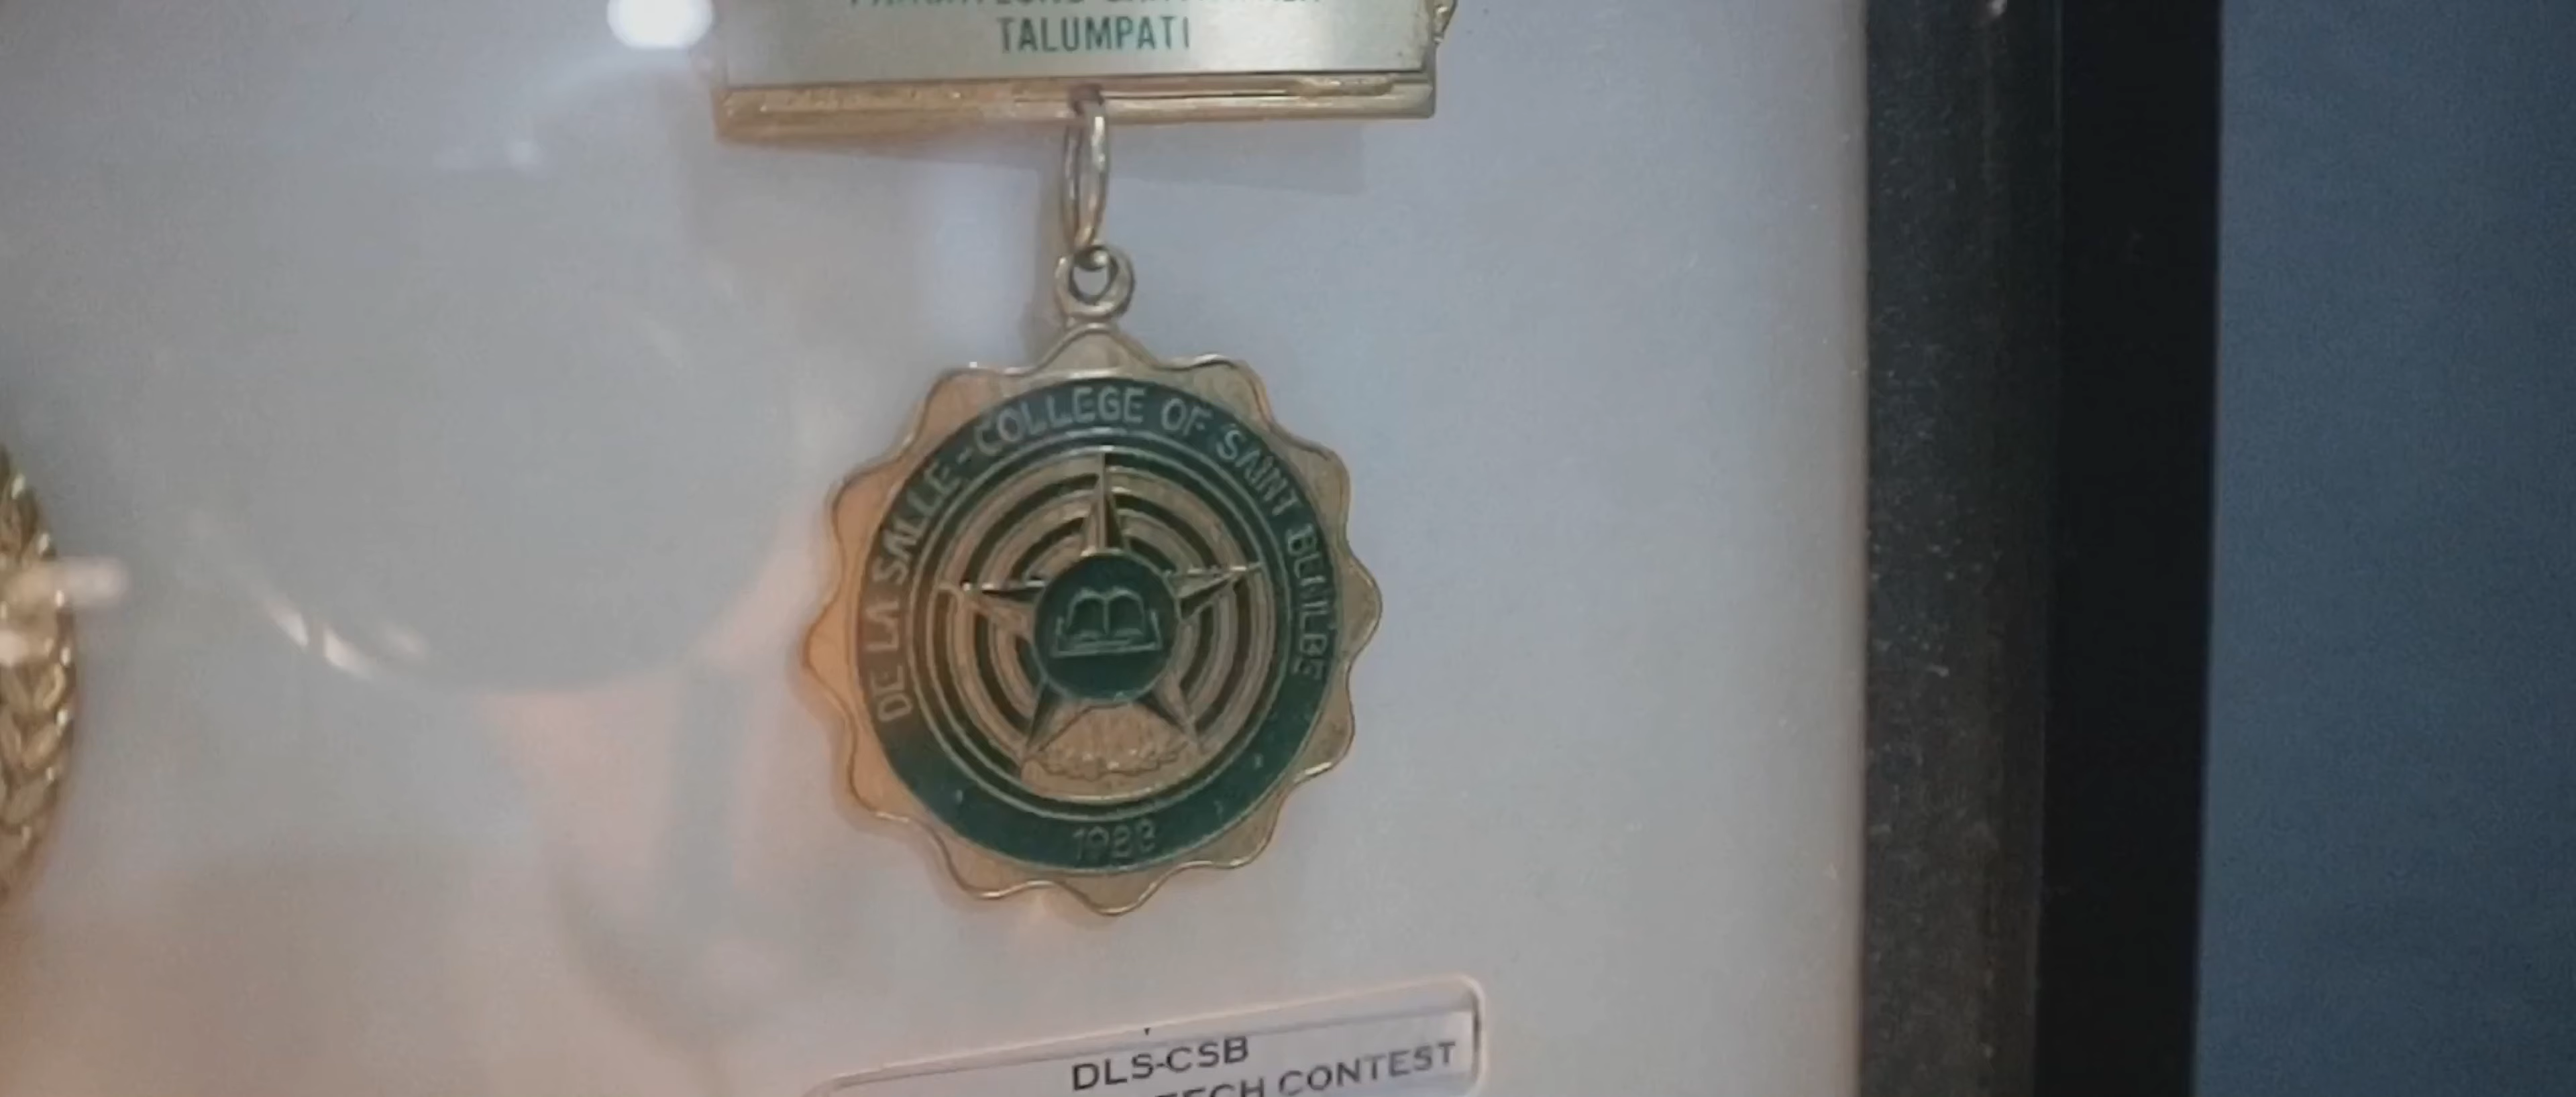 TALUMPATI
DE LA SALLE - COLLEGE OF SAINT BENILDE
1988
DLS-CSB
CONTEST